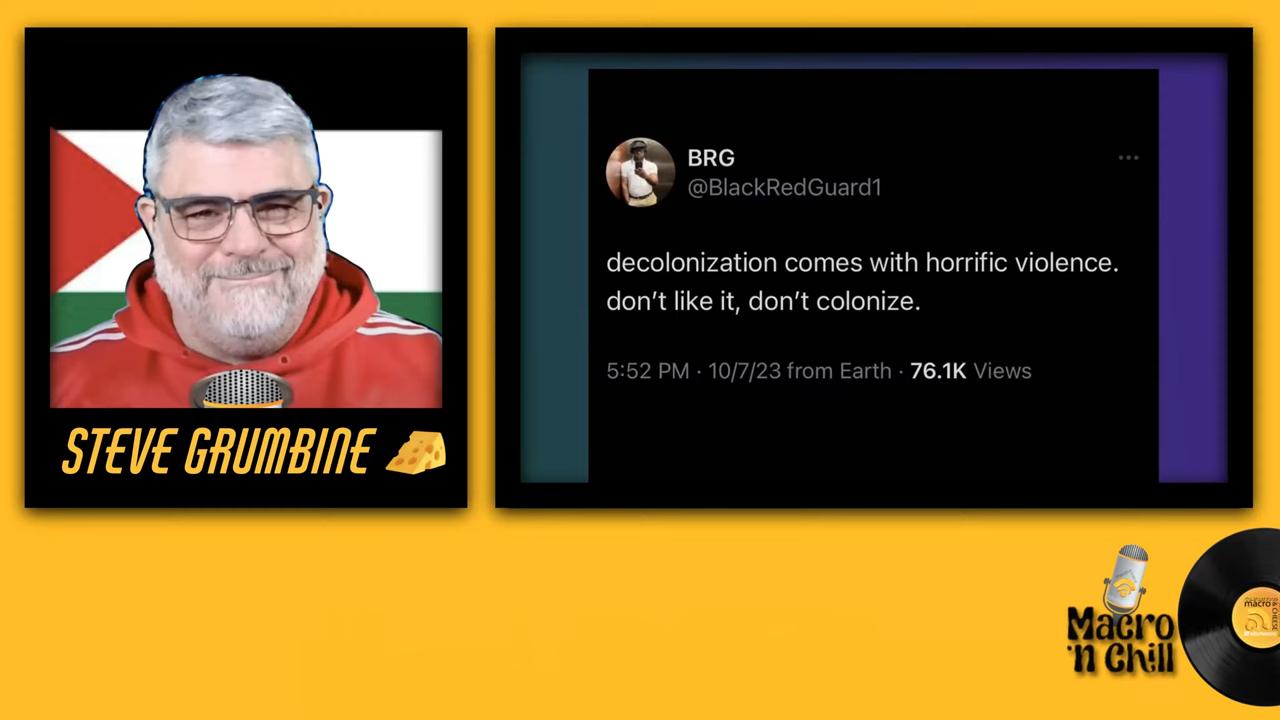 STEVE GRUMBINE
BRG
@BlackRedGuard1
decolonization comes with horrific violence.
don’t like it, don’t colonize.
5:52 PM · 10/7/23 from Earth · 76.1K Views
Macro
'N Chill
macro